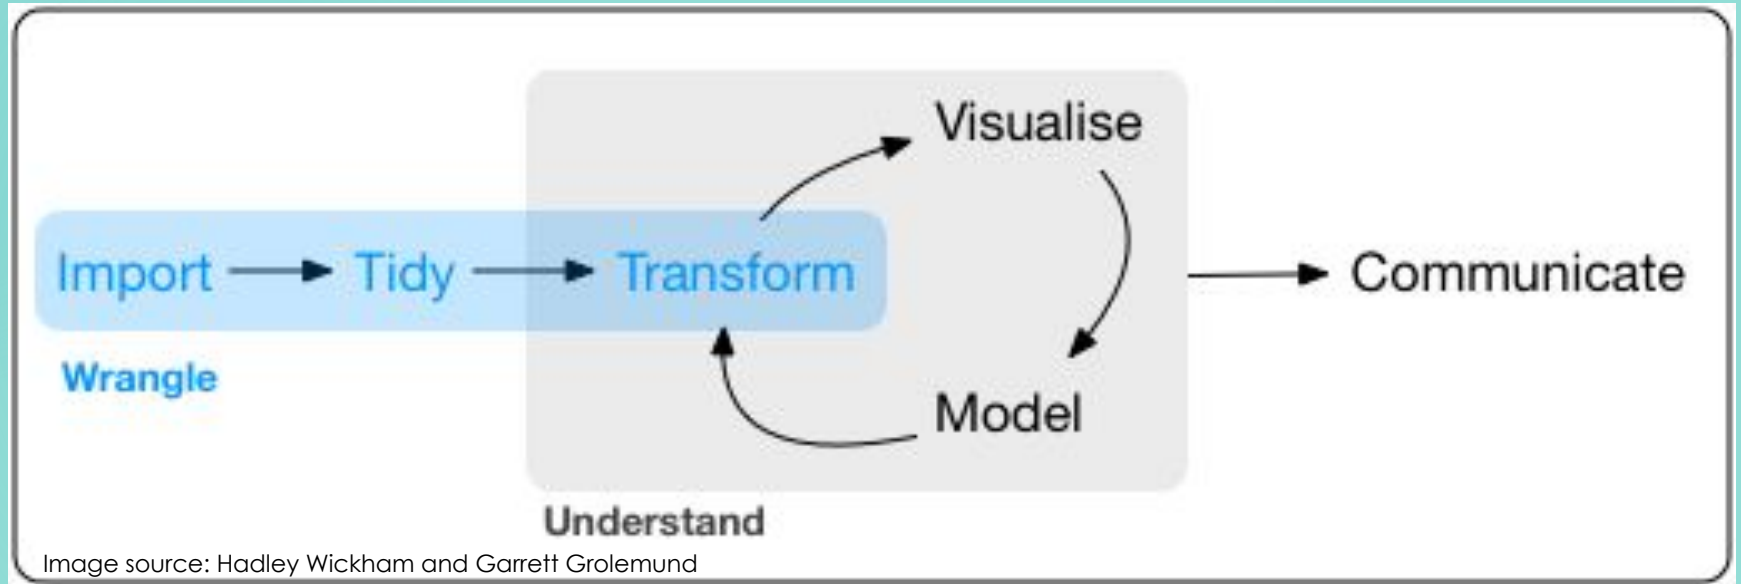 Visualise
Import Tidy Transform Communicate
Wrangle
Model
Understand
Image source: Hadley Wickham and Garrett Grolemund